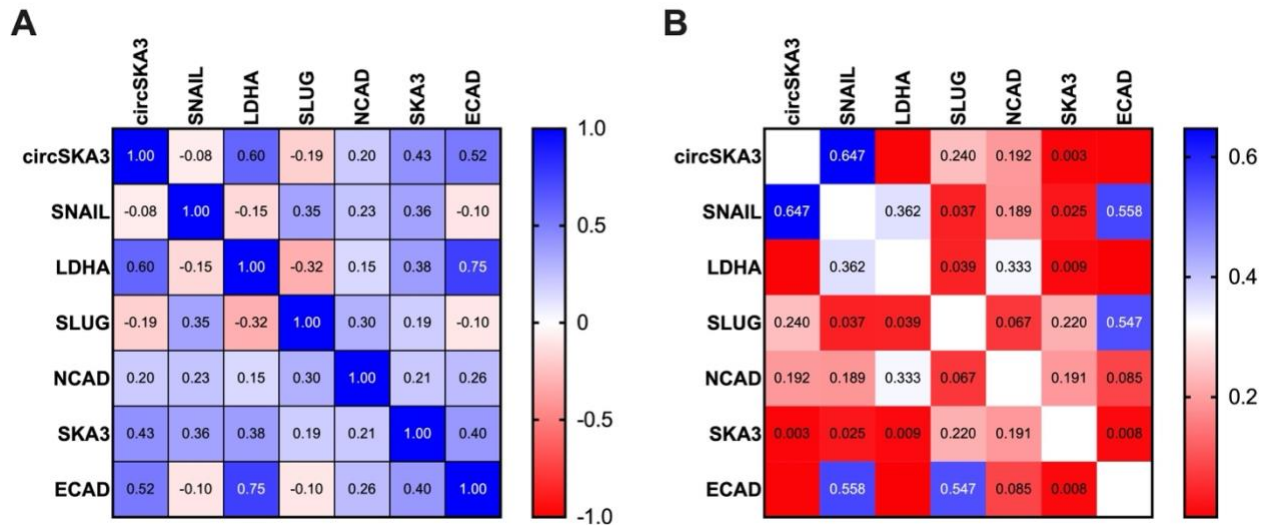 A
circSKA3 SNAIL LDHA SLUG NCAD SKA3 ECAD
circSKA3 1.00 -0.08 0.60 -0.19 0.20 0.43 0.52
SNAIL -0.08 1.00 -0.15 0.35 0.23 0.36 -0.10
LDHA 0.60 -0.15 1.00 -0.32 0.15 0.38 0.75
SLUG -0.19 0.35 -0.32 1.00 0.30 0.19 -0.10
NCAD 0.20 0.23 0.15 0.30 1.00 0.21 0.26
SKA3 0.43 0.36 0.38 0.19 0.21 1.00 0.40
ECAD 0.52 -0.10 0.75 -0.10 0.26 0.40 1.00
1.0
0.5
0
-0.5
-1.0
B
circSKA3 SNAIL LDHA SLUG NCAD SKA3 ECAD
circSKA3 0.647 0.240 0.192 0.003
SNAIL 0.647 0.362 0.037 0.189 0.025 0.558
LDHA 0.362 0.039 0.333 0.009
SLUG 0.240 0.037 0.039 0.067 0.220 0.547
NCAD 0.192 0.189 0.333 0.067 0.191 0.085
SKA3 0.003 0.025 0.009 0.220 0.191 0.008
ECAD 0.558 0.547 0.085 0.008
0.6
0.4
0.2